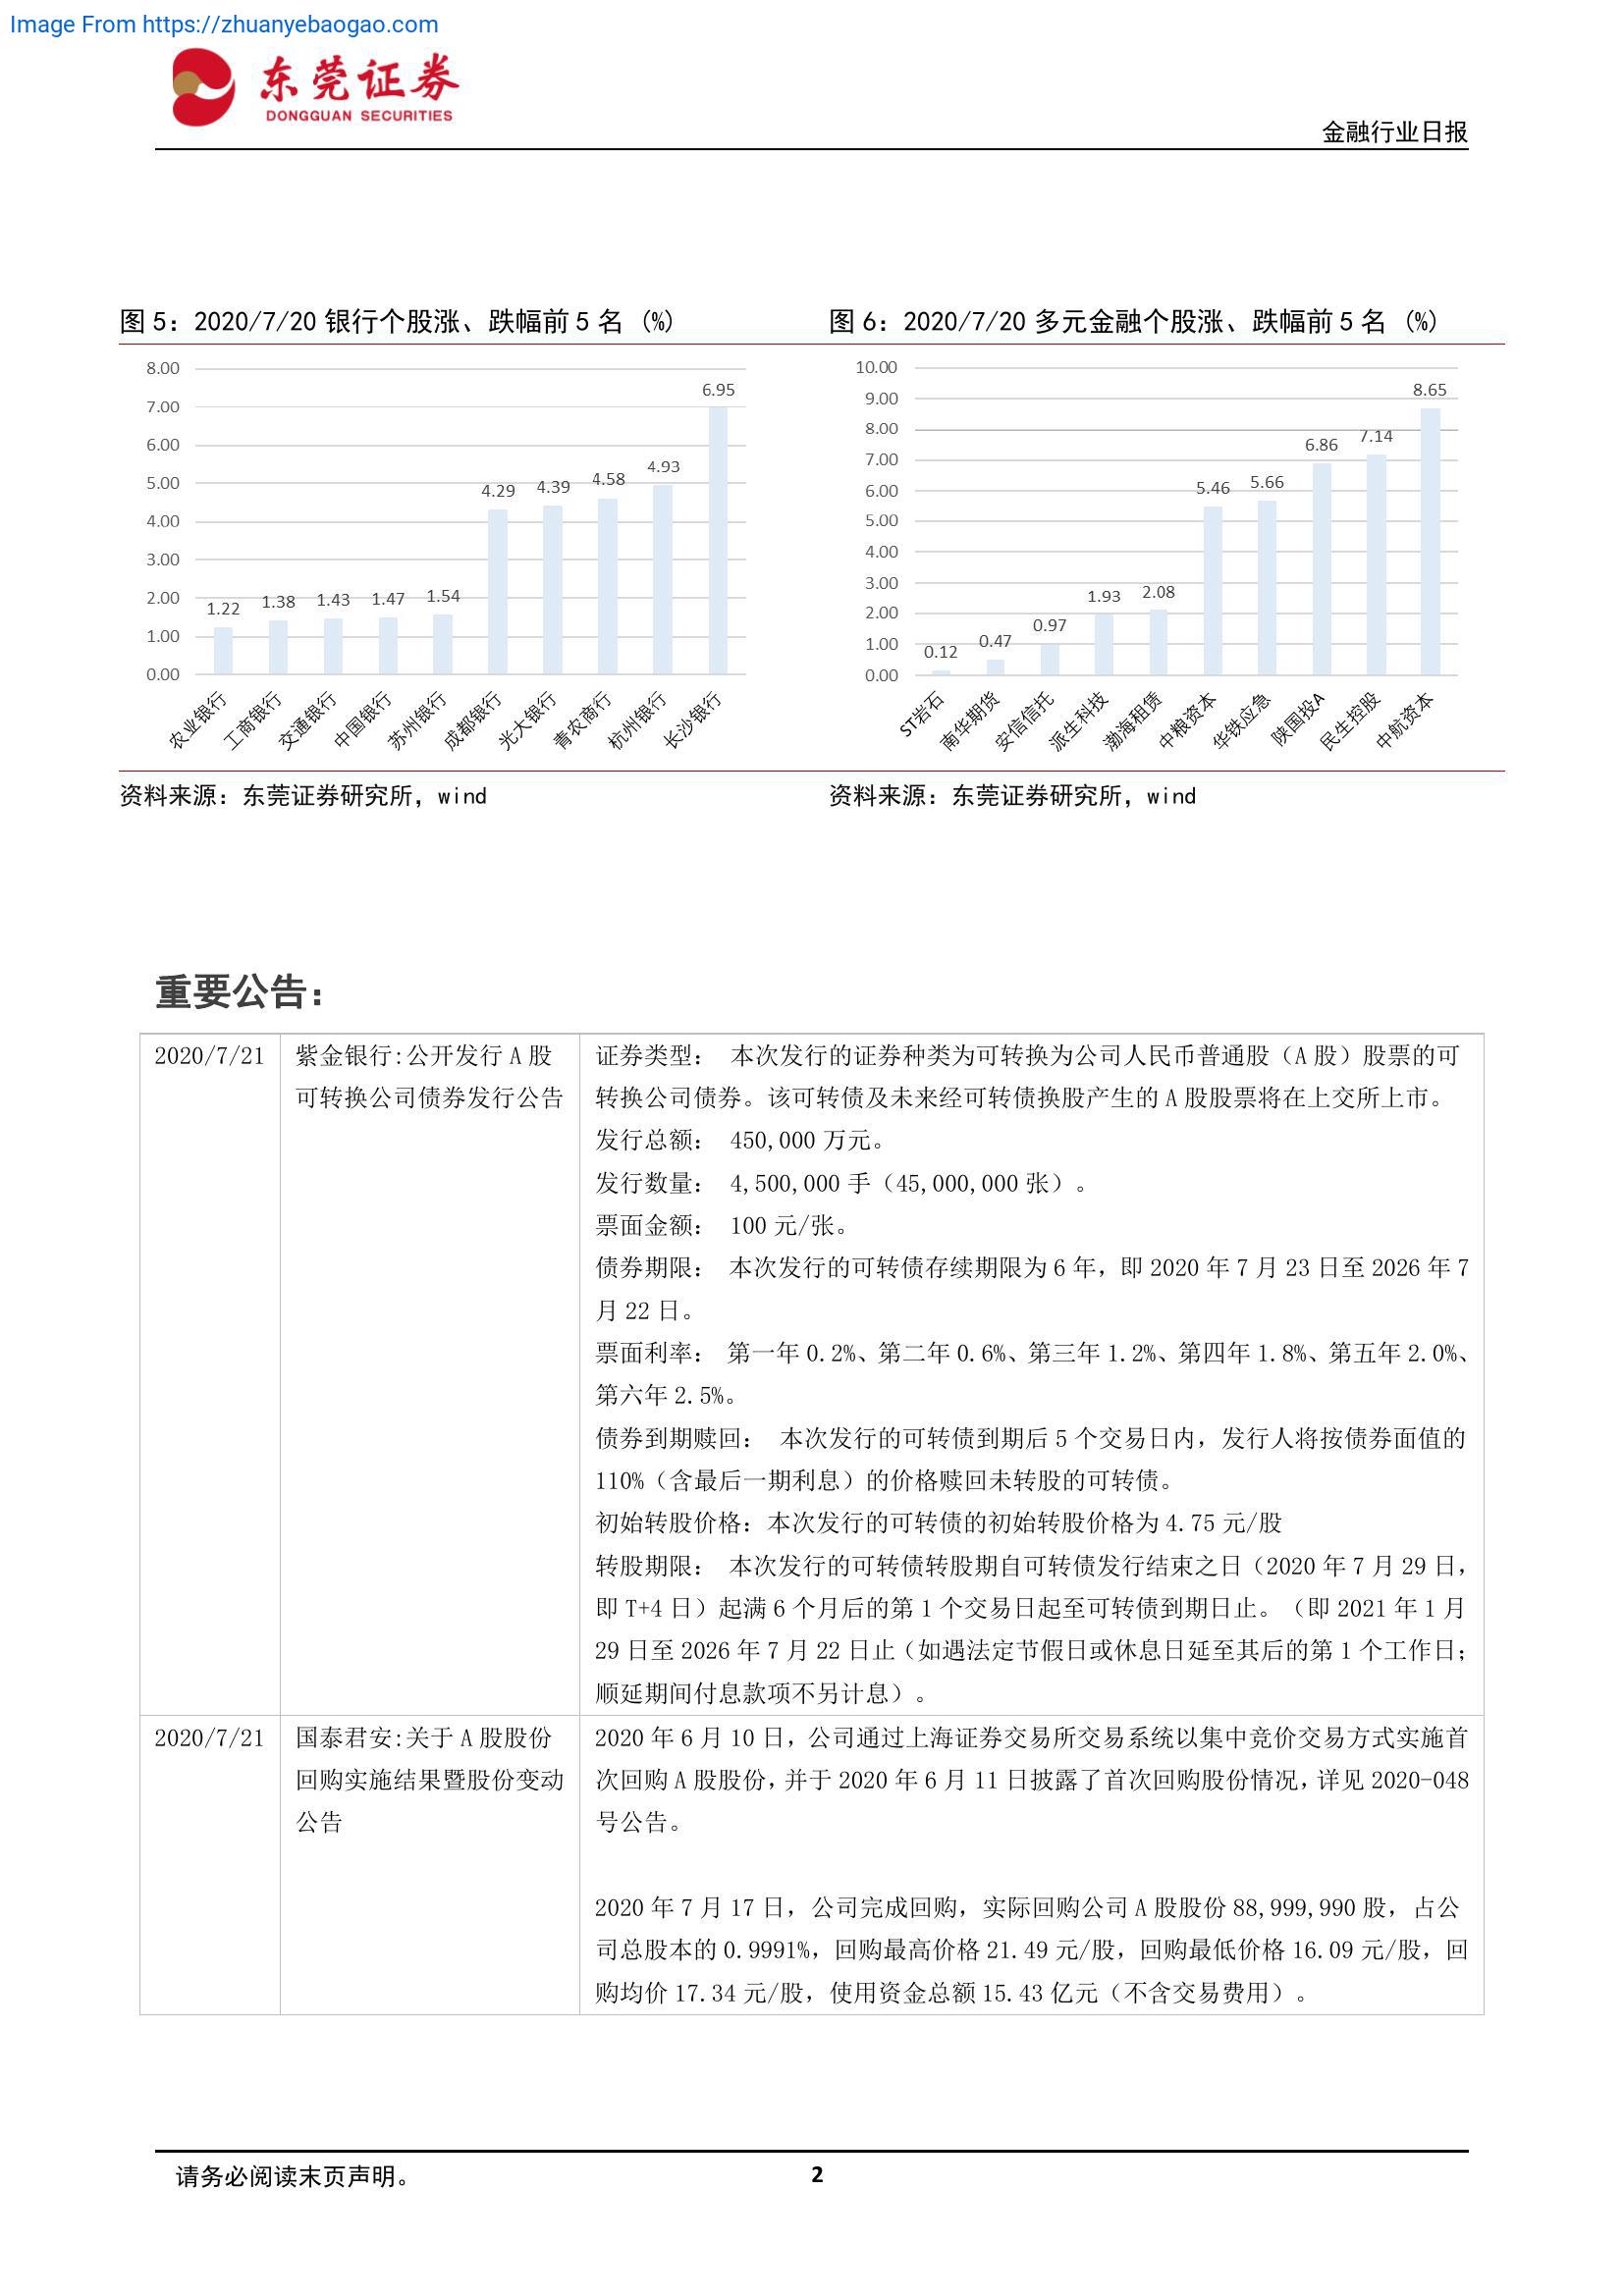 Image From https://zhuanyebaogao.com
东莞证券
DONGGUAN SECURITIES
金融行业日报
图 5：2020/7/20 银行个股涨、跌幅前 5 名 (%)
8.00
7.00
6.00
5.00
4.00
3.00
2.00
1.00
0.00
1.22
1.38
1.43
1.47
1.54
4.29
4.39
4.58
4.93
6.95
农业银行
工商银行
交通银行
中国银行
苏州银行
成都银行
光大银行
青农商行
杭州银行
长沙银行
资料来源：东莞证券研究所，wind
图 6：2020/7/20 多元金融个股涨、跌幅前 5 名 (%)
10.00
9.00
8.00
7.00
6.00
5.00
4.00
3.00
2.00
1.00
0.00
0.12
0.47
0.97
1.93
2.08
5.46
5.66
6.86
7.14
8.65
ST岩石
南华期货
安信信托
派生科技
渤海租赁
中粮资本
华铁应急
陕国投A
民生控股
中航资本
资料来源：东莞证券研究所，wind
重要公告：
2020/7/21
紫金银行:公开发行 A 股
可转换公司债券发行公告
证券类型： 本次发行的证券种类为可转换为公司人民币普通股（A 股）股票的可
转换公司债券。该可转债及未来经可转债换股产生的 A 股股票将在上交所上市。
发行总额： 450,000 万元。
发行数量： 4,500,000 手（45,000,000 张）。
票面金额： 100 元/张。
债券期限： 本次发行的可转债存续期限为 6 年，即 2020 年 7 月 23 日至 2026 年 7
月 22 日。
票面利率： 第一年 0.2%、第二年 0.6%、第三年 1.2%、第四年 1.8%、第五年 2.0%、
第六年 2.5%。
债券到期赎回： 本次发行的可转债到期后 5 个交易日内，发行人将按债券面值的
110%（含最后一期利息）的价格赎回未转股的可转债。
初始转股价格：本次发行的可转债的初始转股价格为 4.75 元/股
转股期限： 本次发行的可转债转股期自可转债发行结束之日（2020 年 7 月 29 日，
即 T+4 日）起满 6 个月后的第 1 个交易日起至可转债到期日止。（即 2021 年 1 月
29 日至 2026 年 7 月 22 日止（如遇法定节假日或休息日延至其后的第 1 个工作日；
顺延期间付息款项不另计息）。
2020/7/21
国泰君安:关于 A 股股份
回购实施结果暨股份变动
公告
2020 年 6 月 10 日，公司通过上海证券交易所交易系统以集中竞价交易方式实施首
次回购 A 股股份，并于 2020 年 6 月 11 日披露了首次回购股份情况，详见 2020-048
号公告。
2020 年 7 月 17 日，公司完成回购，实际回购公司 A 股股份 88,999,990 股，占公
司总股本的 0.9991%，回购最高价格 21.49 元/股，回购最低价格 16.09 元/股，回
购均价 17.34 元/股，使用资金总额 15.43 亿元（不含交易费用）。
请务必阅读末页声明。
2